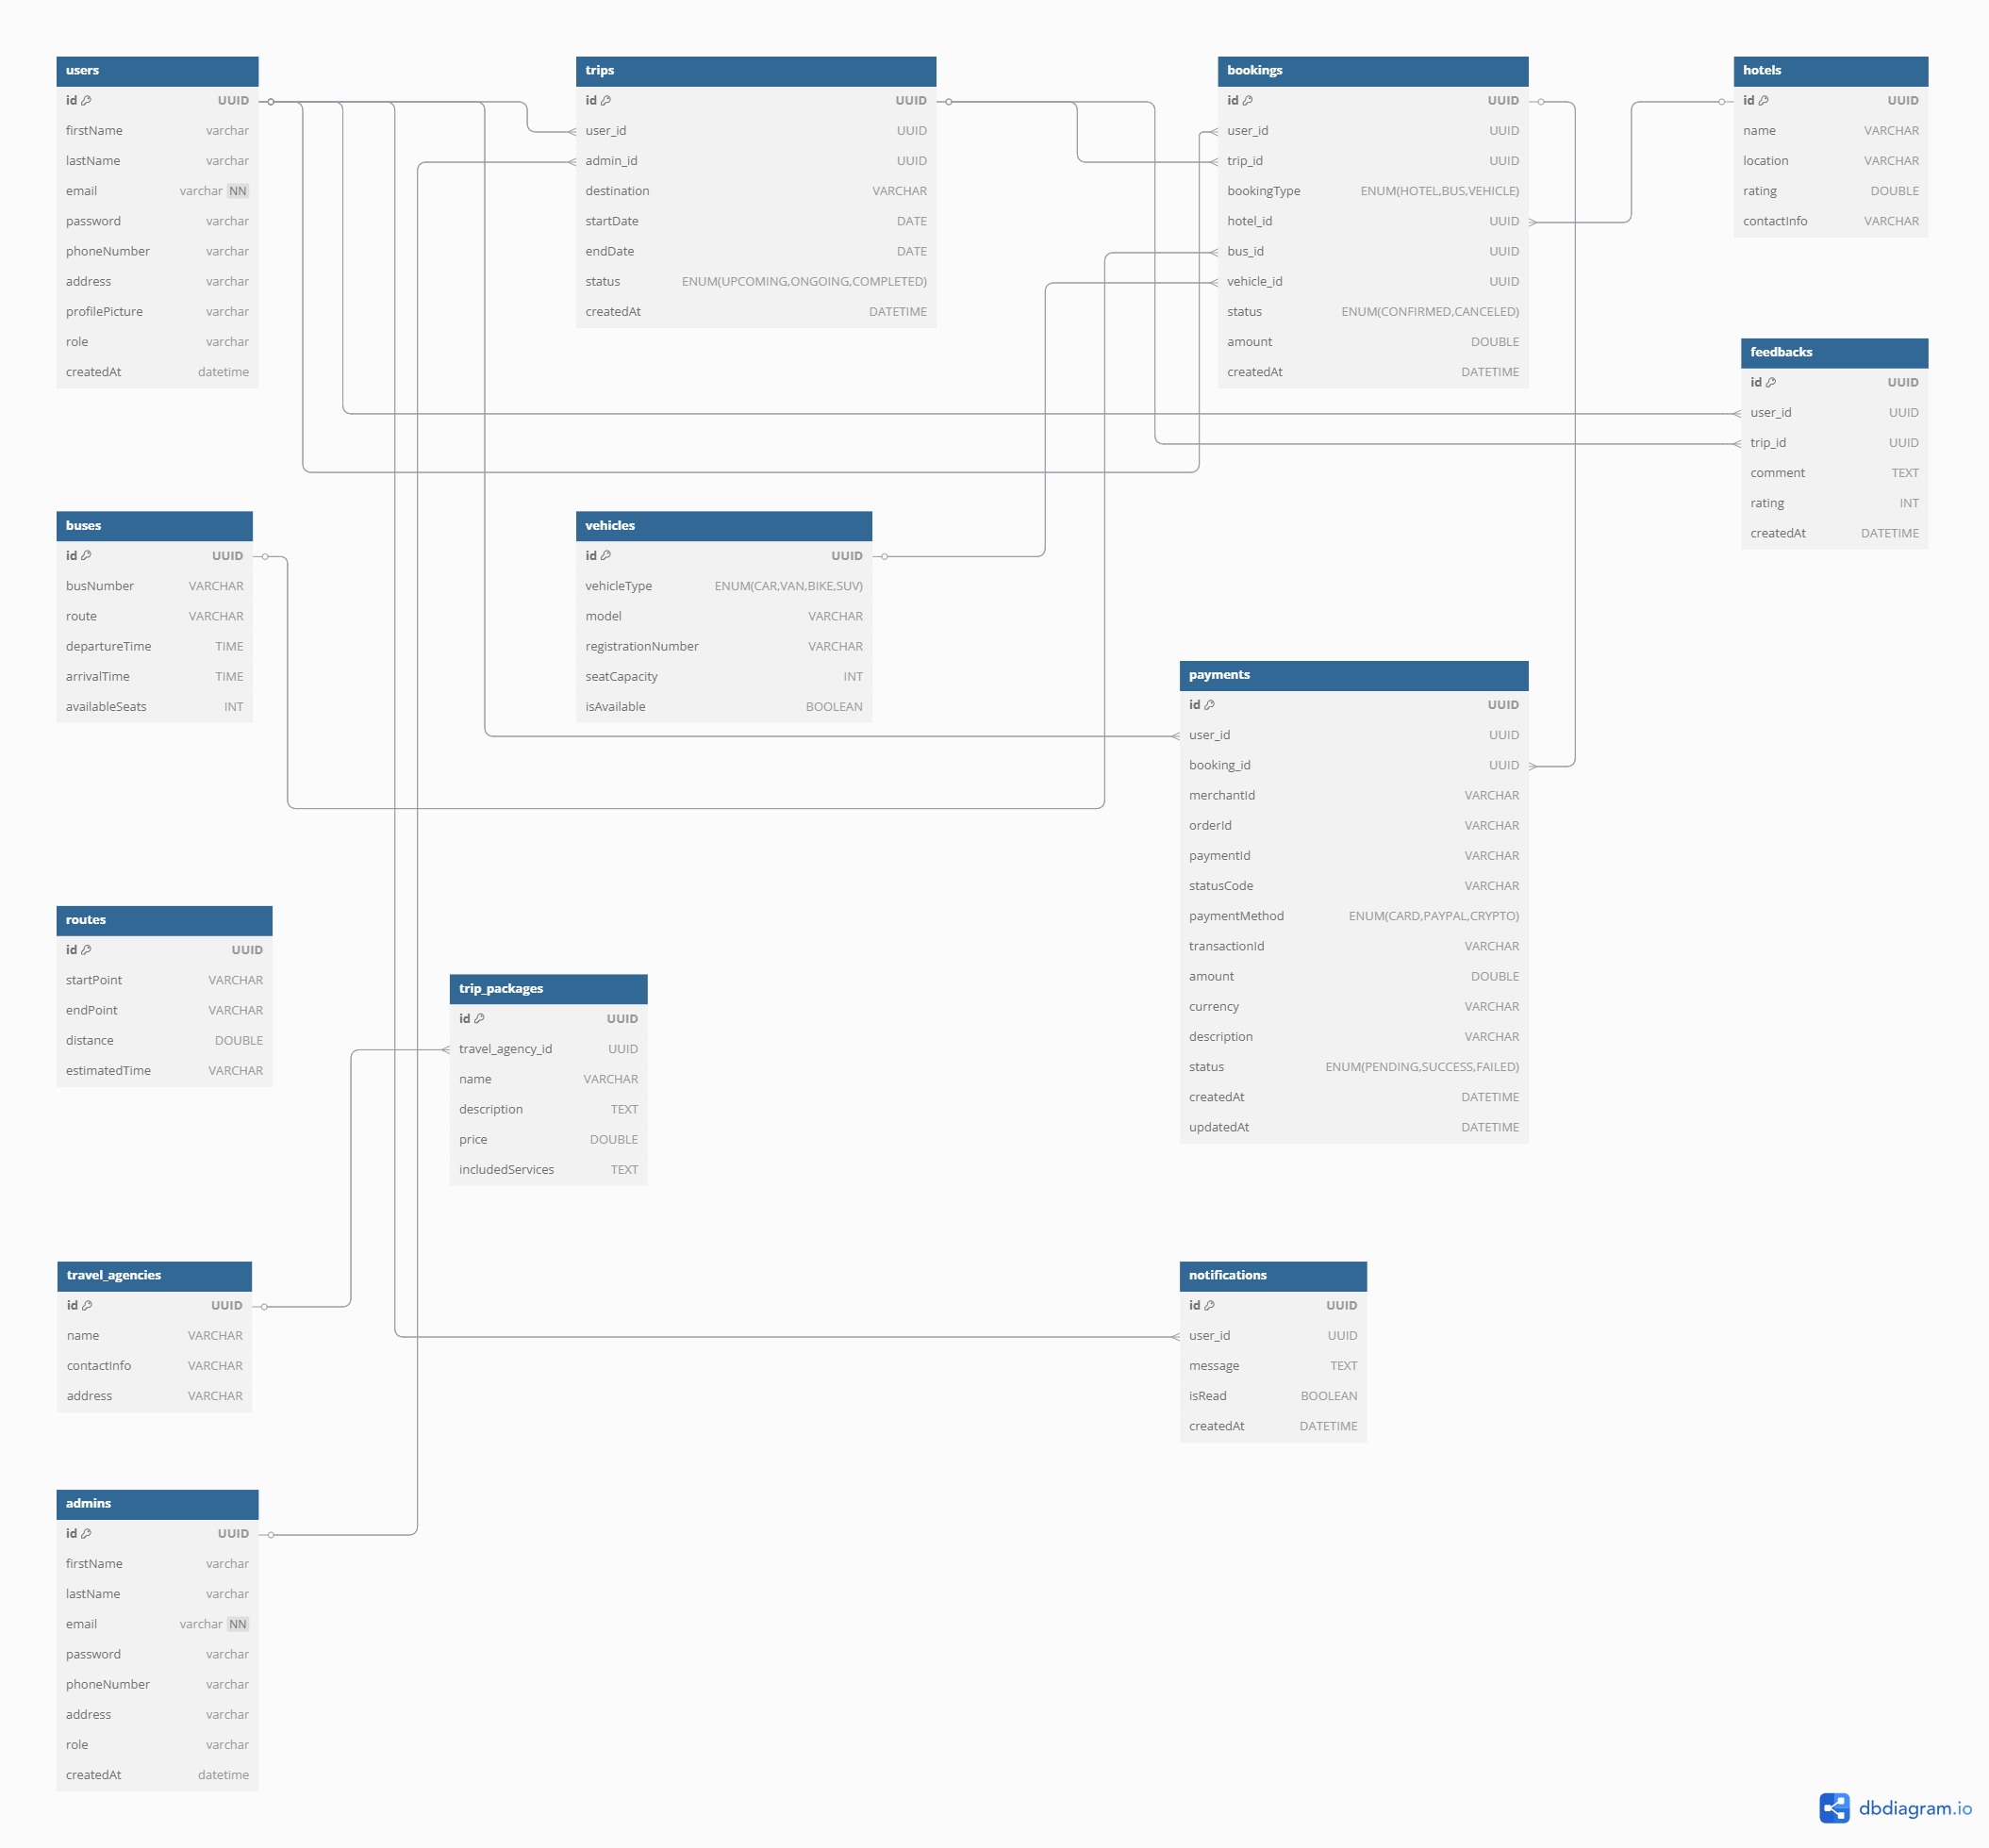 users
id UUID
firstName varchar
lastName varchar
email varchar NN
password varchar
phoneNumber varchar
address varchar
profilePicture varchar
role varchar
createdAt datetime
trips
id UUID
user_id UUID
admin_id UUID
destination VARCHAR
startDate DATE
endDate DATE
status ENUM(UPCOMING,ONGOING,COMPLETED)
createdAt DATETIME
bookings
id UUID
user_id UUID
trip_id UUID
bookingType ENUM(HOTEL,BUS,VEHICLE)
hotel_id UUID
bus_id UUID
vehicle_id UUID
status ENUM(CONFIRMED,CANCELED)
amount DOUBLE
createdAt DATETIME
hotels
id UUID
name VARCHAR
location VARCHAR
rating DOUBLE
contactInfo VARCHAR
feedbacks
id UUID
user_id UUID
trip_id UUID
comment TEXT
rating INT
createdAt DATETIME
buses
id UUID
busNumber VARCHAR
route VARCHAR
departureTime TIME
arrivalTime TIME
availableSeats INT
vehicles
id UUID
vehicleType ENUM(CAR,VAN,BIKE,SUV)
model VARCHAR
registrationNumber VARCHAR
seatCapacity INT
isAvailable BOOLEAN
payments
id UUID
user_id UUID
booking_id UUID
merchantId VARCHAR
orderId VARCHAR
paymentId VARCHAR
statusCode VARCHAR
paymentMethod ENUM(CARD,PAYPAL,CRYPTO)
transactionId VARCHAR
amount DOUBLE
currency VARCHAR
description VARCHAR
status ENUM(PENDING,SUCCESS,FAILED)
createdAt DATETIME
updatedAt DATETIME
routes
id UUID
startPoint VARCHAR
endPoint VARCHAR
distance DOUBLE
estimatedTime VARCHAR
trip_packages
id UUID
travel_agency_id UUID
name VARCHAR
description TEXT
price DOUBLE
includedServices TEXT
travel_agencies
id UUID
name VARCHAR
contactInfo VARCHAR
address VARCHAR
notifications
id UUID
user_id UUID
message TEXT
isRead BOOLEAN
createdAt DATETIME
admins
id UUID
firstName varchar
lastName varchar
email varchar NN
password varchar
phoneNumber varchar
address varchar
role varchar
createdAt datetime
dbdiagram.io